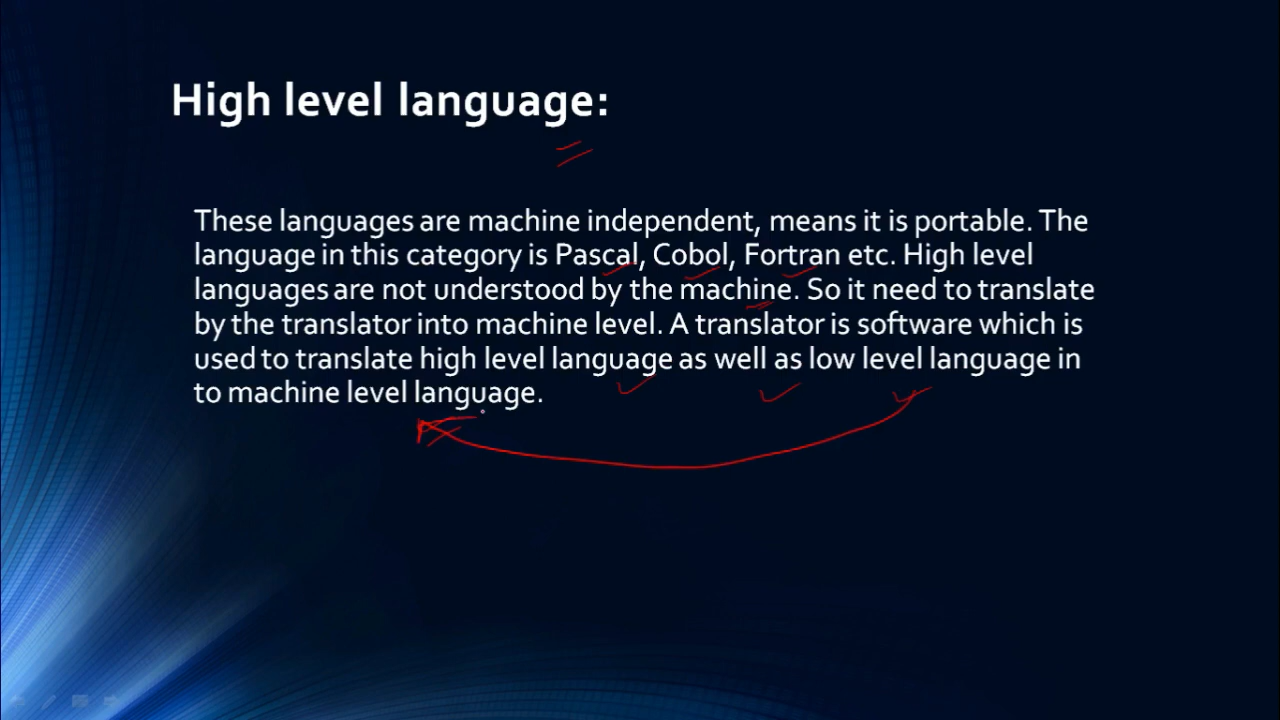 High level language:
These languages are machine independent, means it is portable. The
language in this category is Pascal, Cobol, Fortran etc. High level
languages are not understood by the machine. So it need to translate
by the translator into machine level. A translator is software which is
used to translate high level language as well as low level language in
to machine level language.